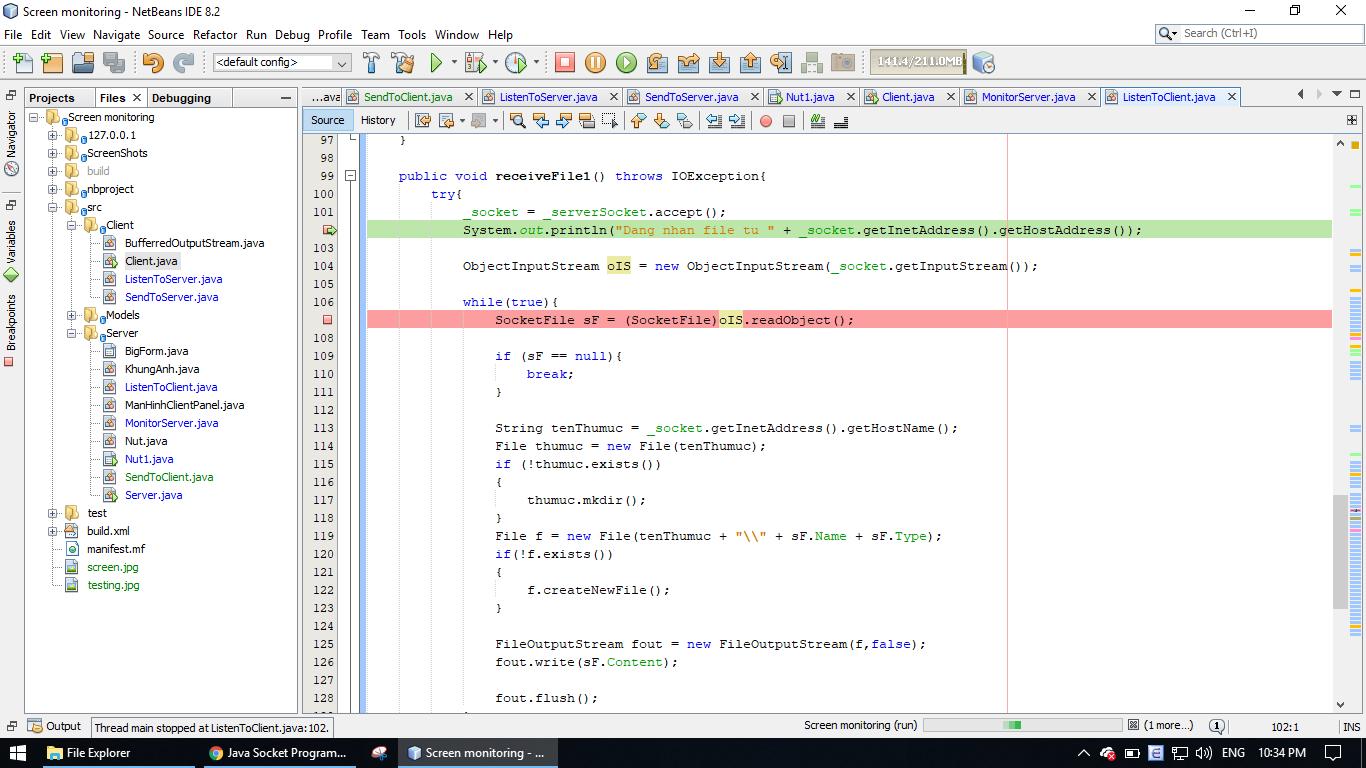 Screen monitoring - NetBeans IDE 8.2
File Edit View Navigate Source Refactor Run Debug Profile Team Tools Window Help
Search (Ctrl+I)
<default config>
141.4/211.0MB
Projects Files Debugging
...ava SendToClient.java ListenToServer.java SendToServer.java Nut1.java Client.java MonitorServer.java ListenToClient.java
Source History
Navigator
Variables
Breakpoints
Screen monitoring
127.0.0.1
ScreenShots
build
nbproject
src
Client
BufferredOutputStream.java
Client.java
ListenToServer.java
SendToServer.java
Models
Server
BigForm.java
KhungAnh.java
ListenToClient.java
ManHinhClientPanel.java
MonitorServer.java
Nut.java
Nut1.java
SendToClient.java
Server.java
test
build.xml
manifest.mf
screen.jpg
testing.jpg
97 }
98
99 public void receiveFile1() throws IOException{
100 try{
101 _socket = _serverSocket.accept();
System.out.println("Dang nhan file tu " + _socket.getInetAddress().getHostAddress());
103
104 ObjectInputStream oIS = new ObjectInputStream(_socket.getInputStream());
105
106 while(true){
SocketFile sF = (SocketFile)oIS.readObject();
108
109 if (sF == null){
110 break;
111 }
112
113 String tenThumuc = _socket.getInetAddress().getHostName();
114 File thumuc = new File(tenThumuc);
115 if (!thumuc.exists())
116 {
117 thumuc.mkdir();
118 }
119 File f = new File(tenThumuc + "\\" + sF.Name + sF.Type);
120 if(!f.exists())
121 {
122 f.createNewFile();
123 }
124
125 FileOutputStream fout = new FileOutputStream(f,false);
126 fout.write(sF.Content);
127
128 fout.flush();
Output
Thread main stopped at ListenToClient.java:102.
Screen monitoring (run)
(1 more...)
1
102:1
INS
File Explorer
Java Socket Program...
Screen monitoring - ...
ENG
10:34 PM